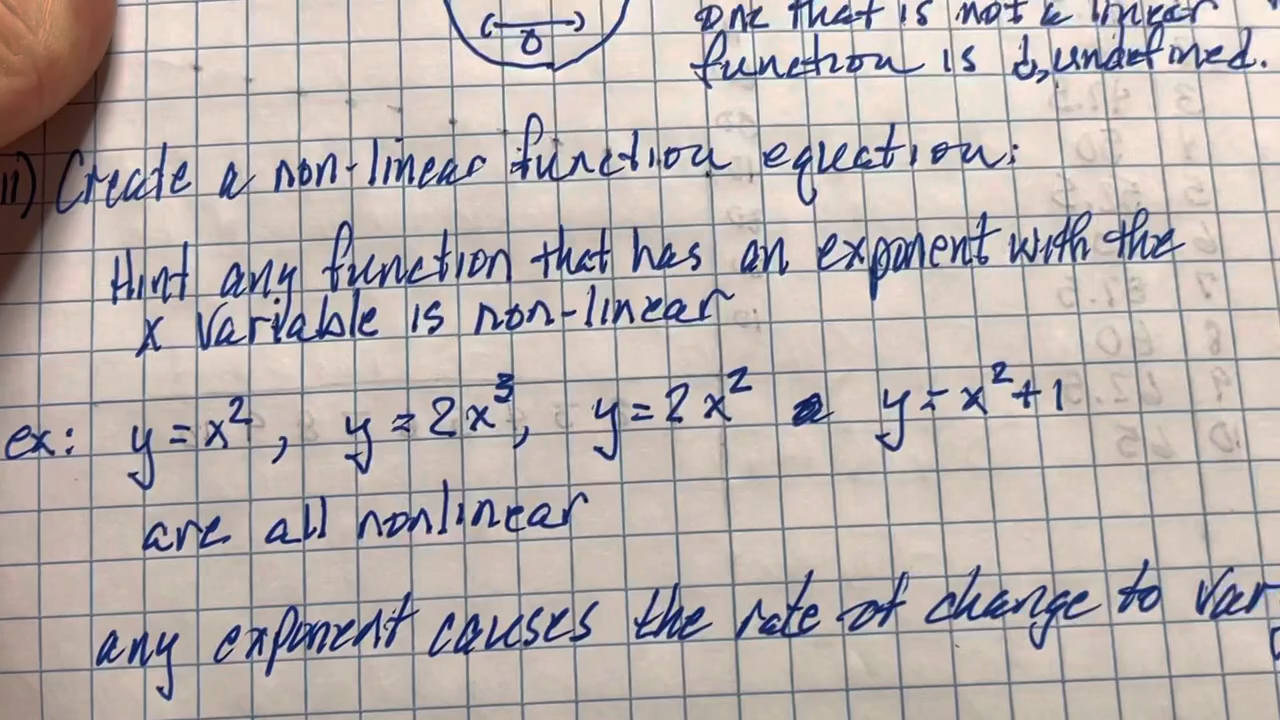 one that is not a linear
function is d, undefined.
11) Create a non-linear function equation:
Hint any function that has an exponent with the
x variable is non-linear
ex: y = x², y = 2x³, y = 2x² y = x² + 1
are all nonlinear
any exponent causes the rate of change to var